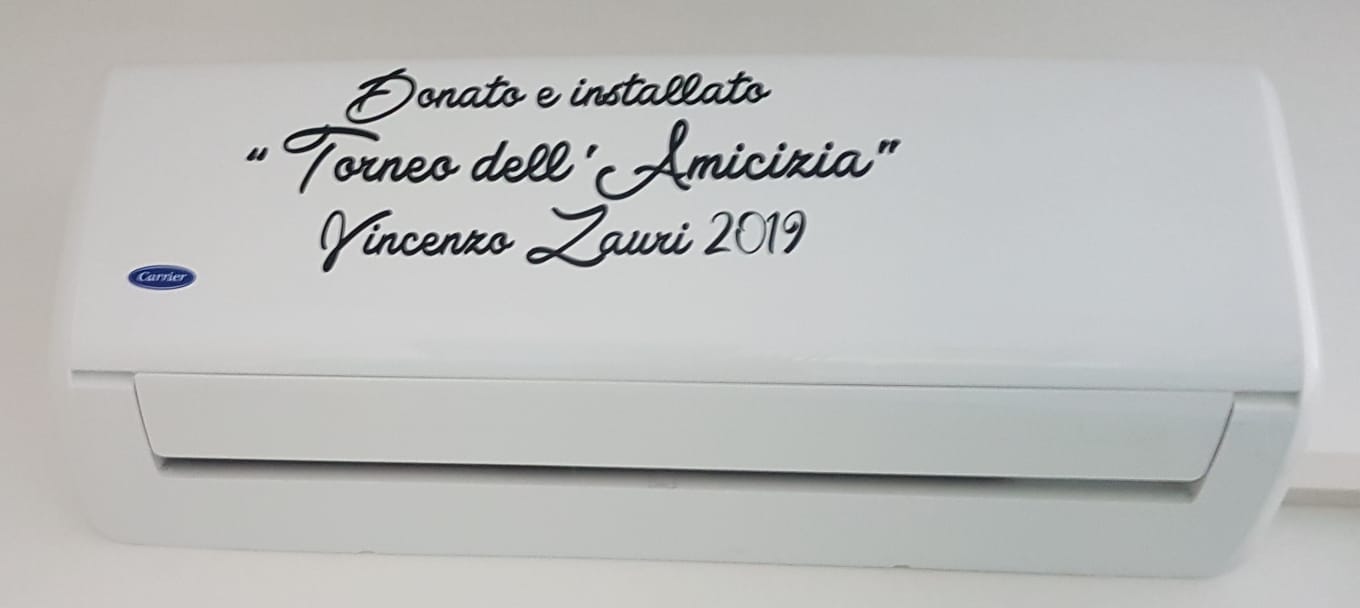 Donato e installato
“Torneo dell' Amicizia”
Vincenzo Zauri 2019
Carrier